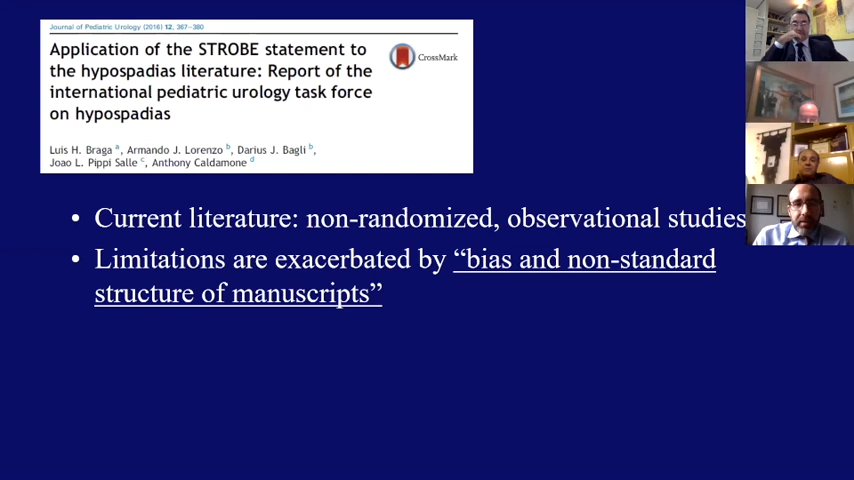 Journal of Pediatric Urology (2016) 12, 367-380
Application of the STROBE statement to
the hypospadias literature: Report of the
international pediatric urology task force
on hypospadias
CrossMark
Luis H. Braga a, Armando J. Lorenzo b, Darius J. Bagli b,
Joao L. Pippi Salle c, Anthony Caldamone d
• Current literature: non-randomized, observational studies
• Limitations are exacerbated by “bias and non-standard
structure of manuscripts”